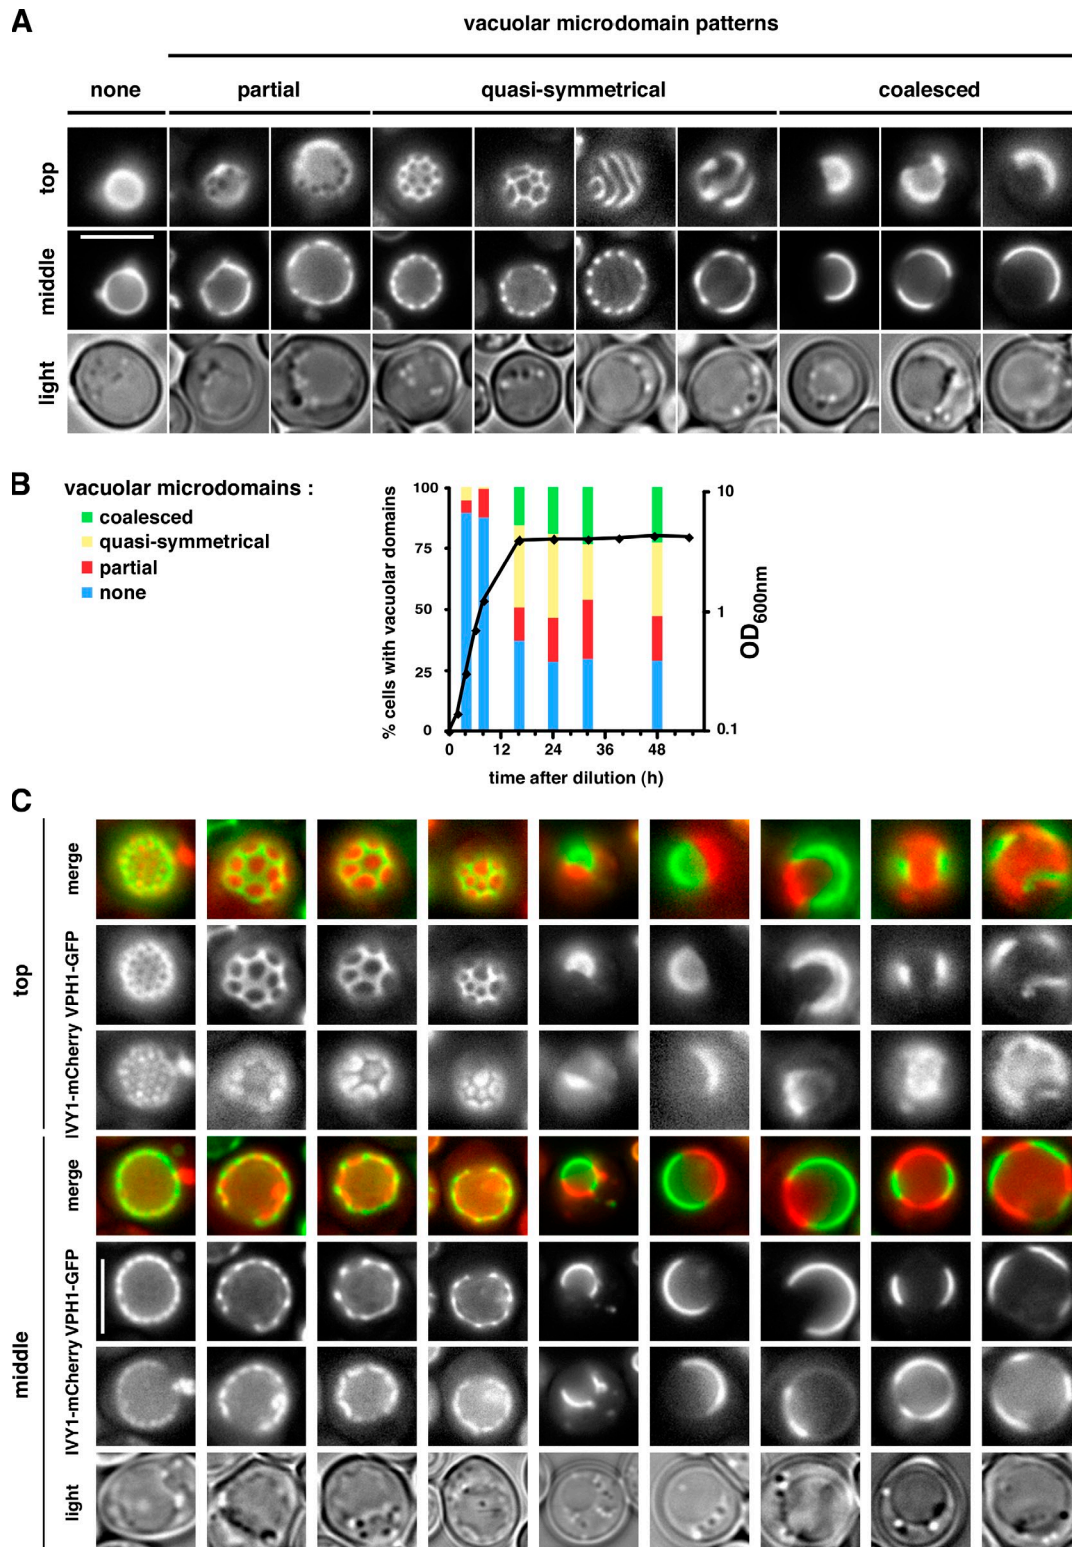 A
vacuolar microdomain patterns
none partial quasi-symmetrical coalesced
top
middle
light
B
vacuolar microdomains :
coalesced
quasi-symmetrical
partial
none
% cells with vacuolar domains
100
75
50
25
0
0 12 24 36 48
time after dilution (h)
10
1
0.1
OD600nm
C
top
merge
VPH1-GFP
IVY1-mCherry
middle
merge
VPH1-GFP
IVY1-mCherry
light